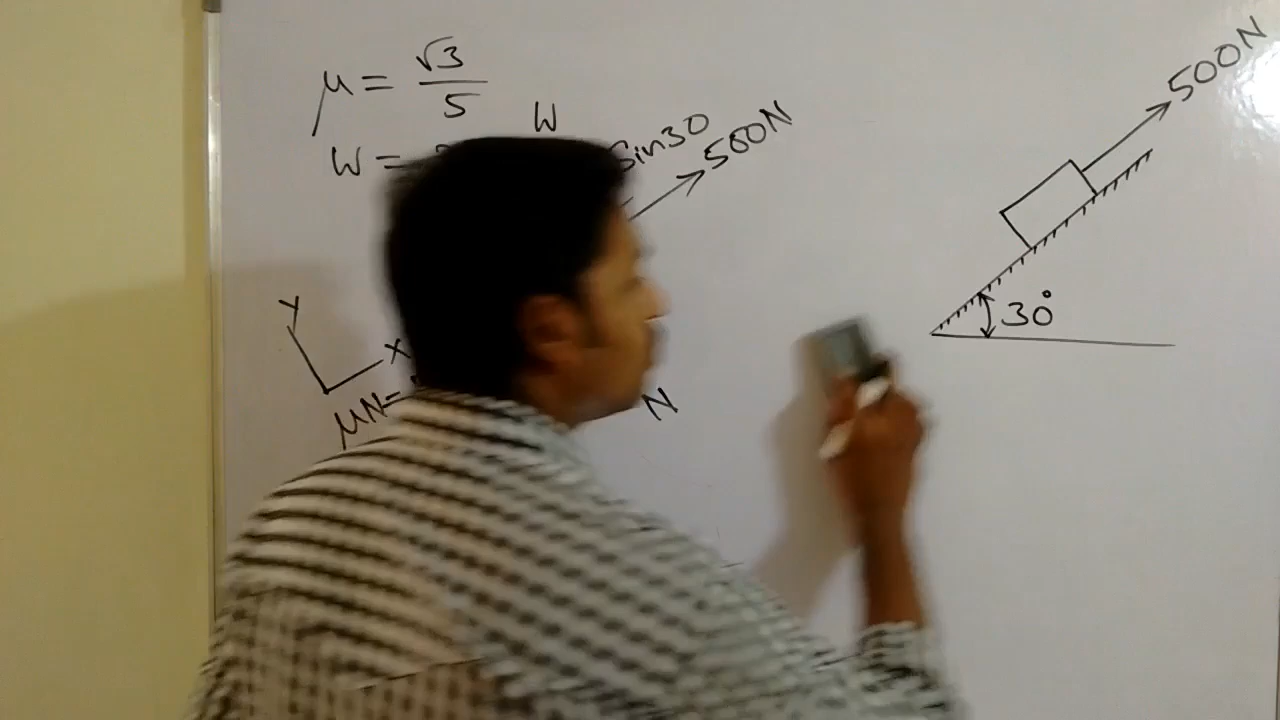 μ = √3/5
W
W =
Sin30
500N
Y
X
μN=
N
500N
30°